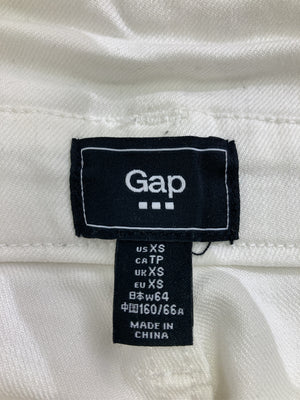 Gap
US XS
CA TP
UK XS
EU XS
日本 W64
中国 160/66A
MADE IN
CHINA